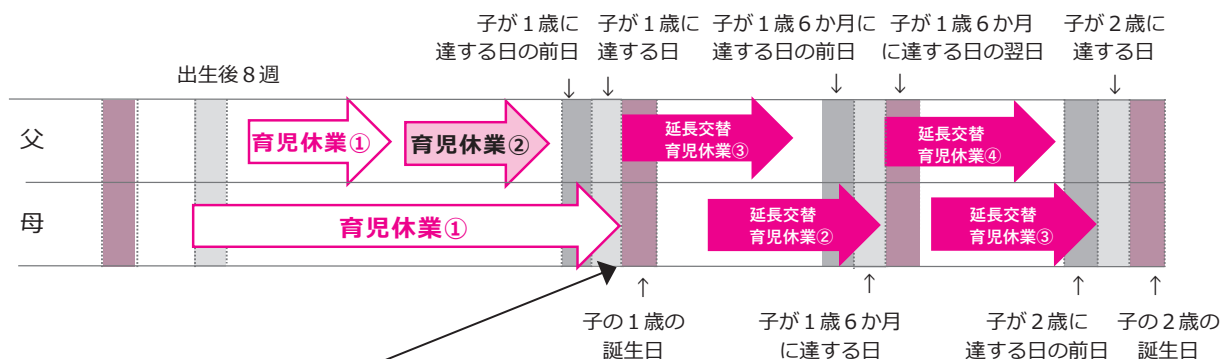 子が１歳に
達する日の前日
子が１歳に
達する日
子が１歳６か月に
達する日の前日
子が１歳６か月
に達する日の翌日
子が２歳に
達する日
出生後８週
↓
↓
↓
↓
↓
父
育児休業①
育児休業②
延長交替
育児休業③
延長交替
育児休業④
母
育児休業①
延長交替
育児休業②
延長交替
育児休業③
↑
↑
↑
↑
子の１歳の
誕生日
子が１歳６か月
に達する日
子が２歳に
達する日の前日
子の２歳の
誕生日